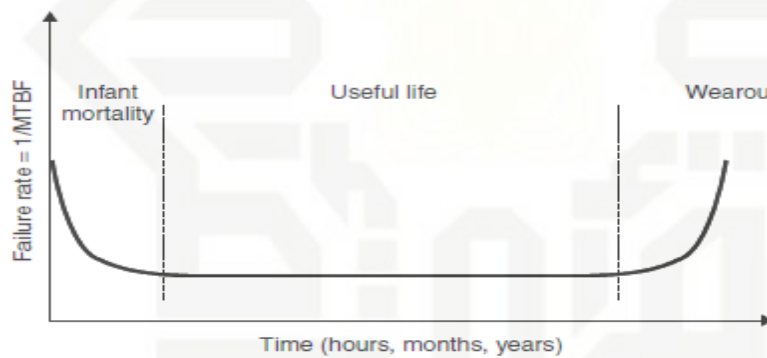 Infant
mortality
Useful life
Wearou
Failure rate = 1/MTBF
Time (hours, months, years)